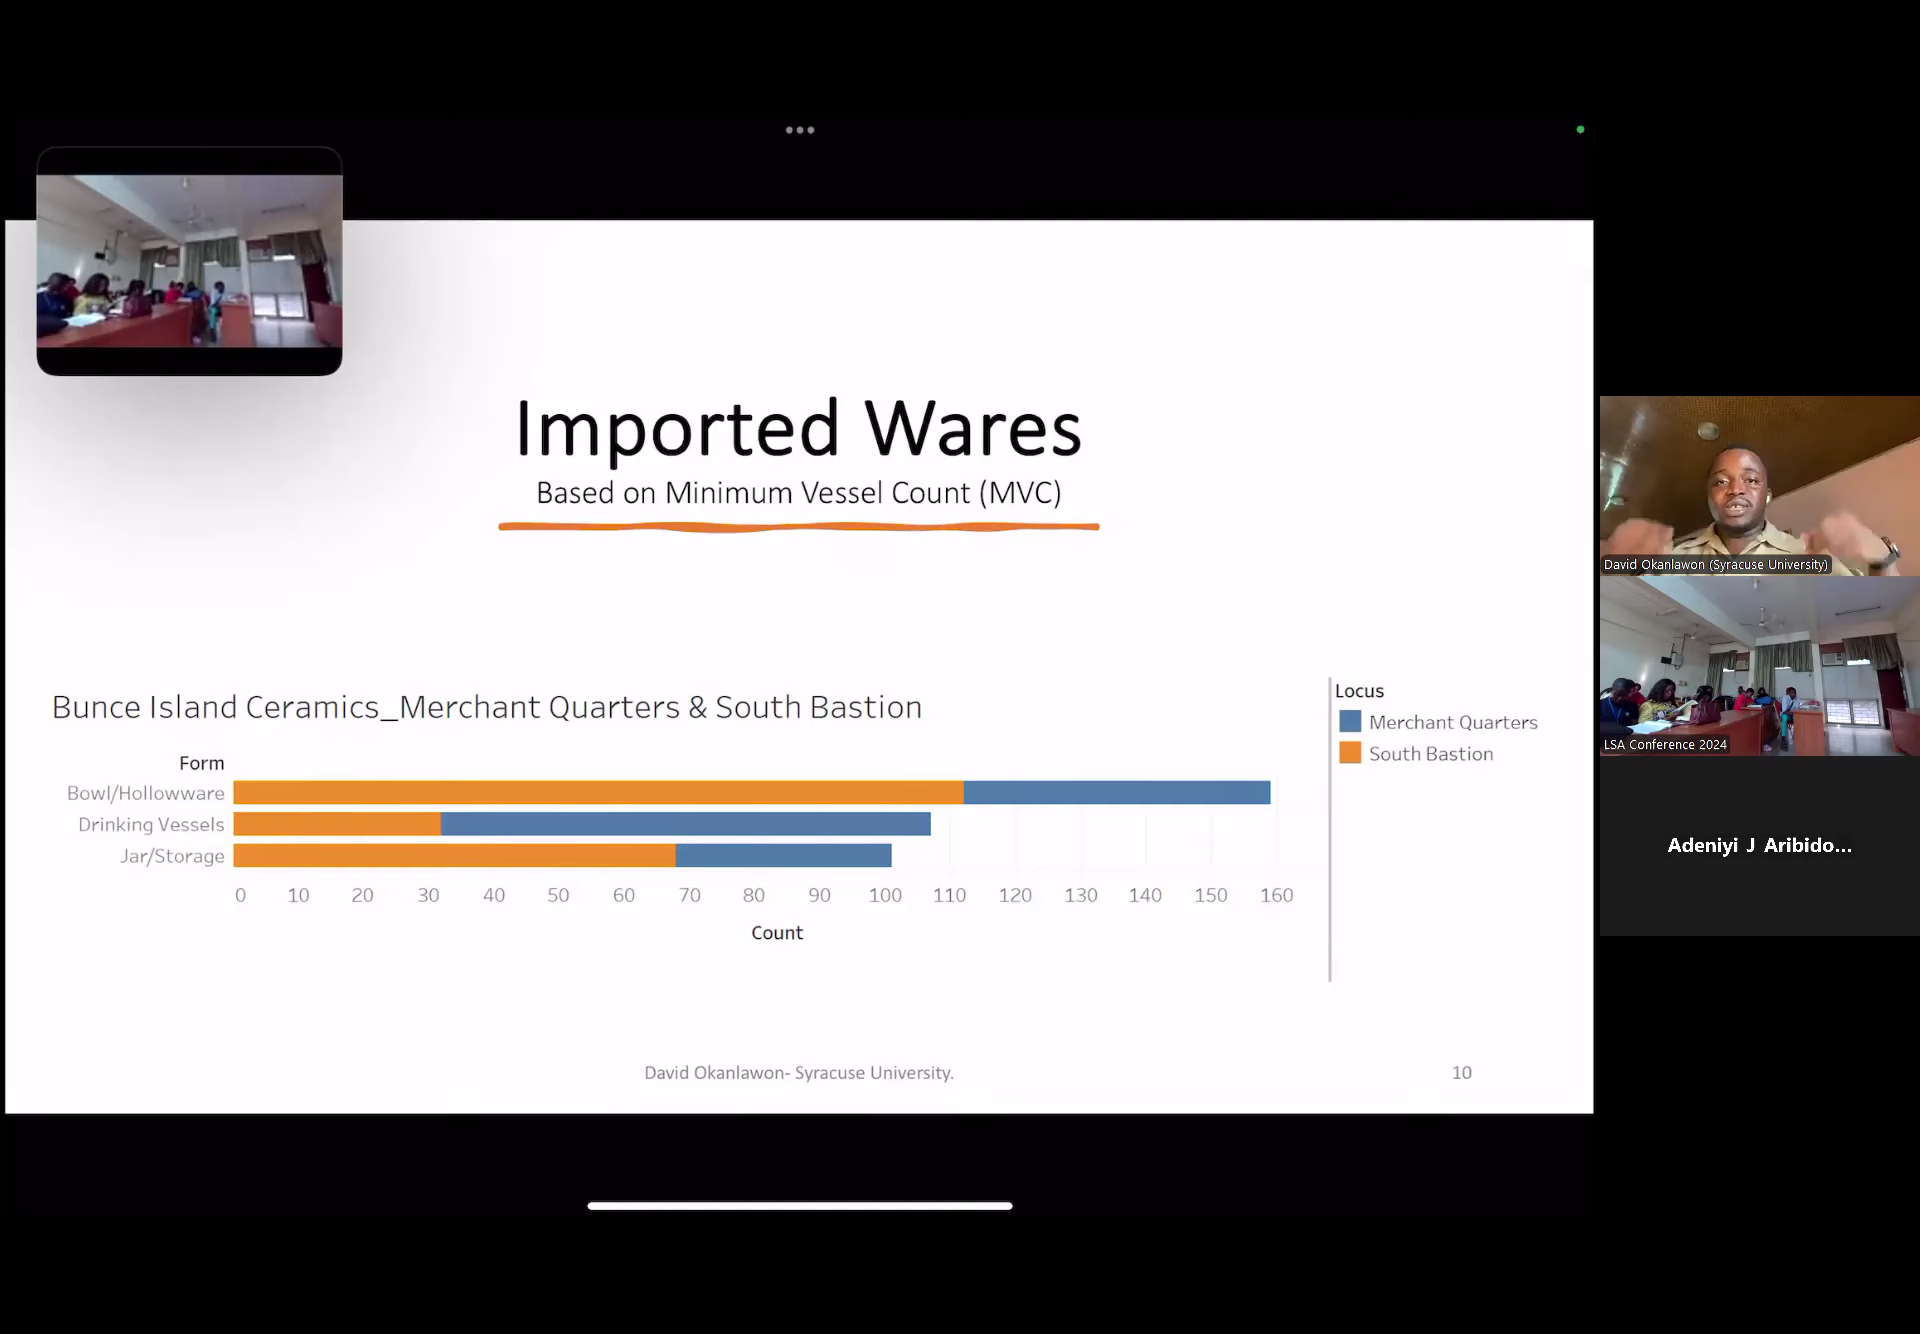 Imported Wares
Based on Minimum Vessel Count (MVC)
Bunce Island Ceramics_Merchant Quarters & South Bastion
Form
Bowl/Hollowware
Drinking Vessels
Jar/Storage
0 10 20 30 40 50 60 70 80 90 100 110 120 130 140 150 160
Count
Locus
Merchant Quarters
South Bastion
David Okanlawon- Syracuse University.
10
David Okanlawon (Syracuse University)
LSA Conference 2024
Adeniyi J Aribido...